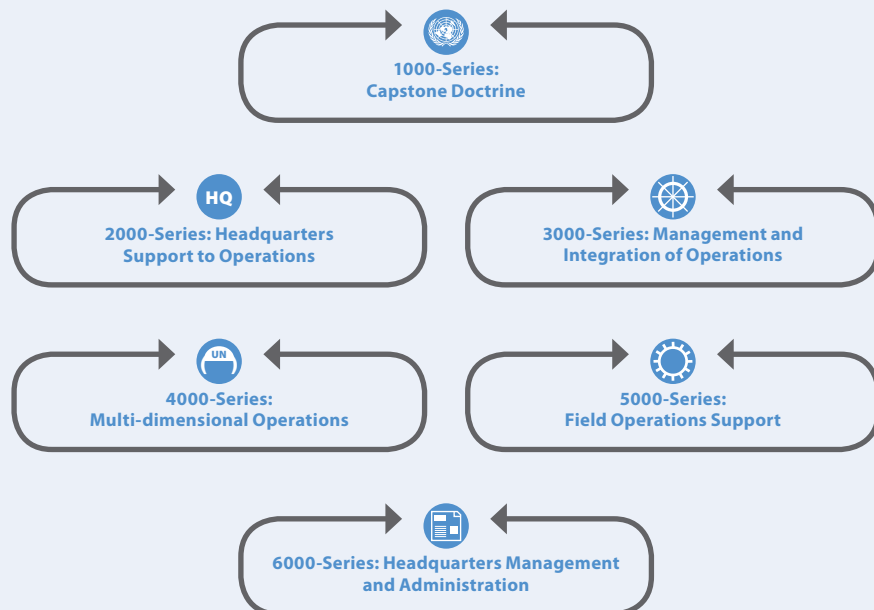 1000-Series:
Capstone Doctrine
HQ
2000-Series: Headquarters
Support to Operations
3000-Series: Management and
Integration of Operations
UN
4000-Series:
Multi-dimensional Operations
5000-Series:
Field Operations Support
6000-Series: Headquarters Management
and Administration